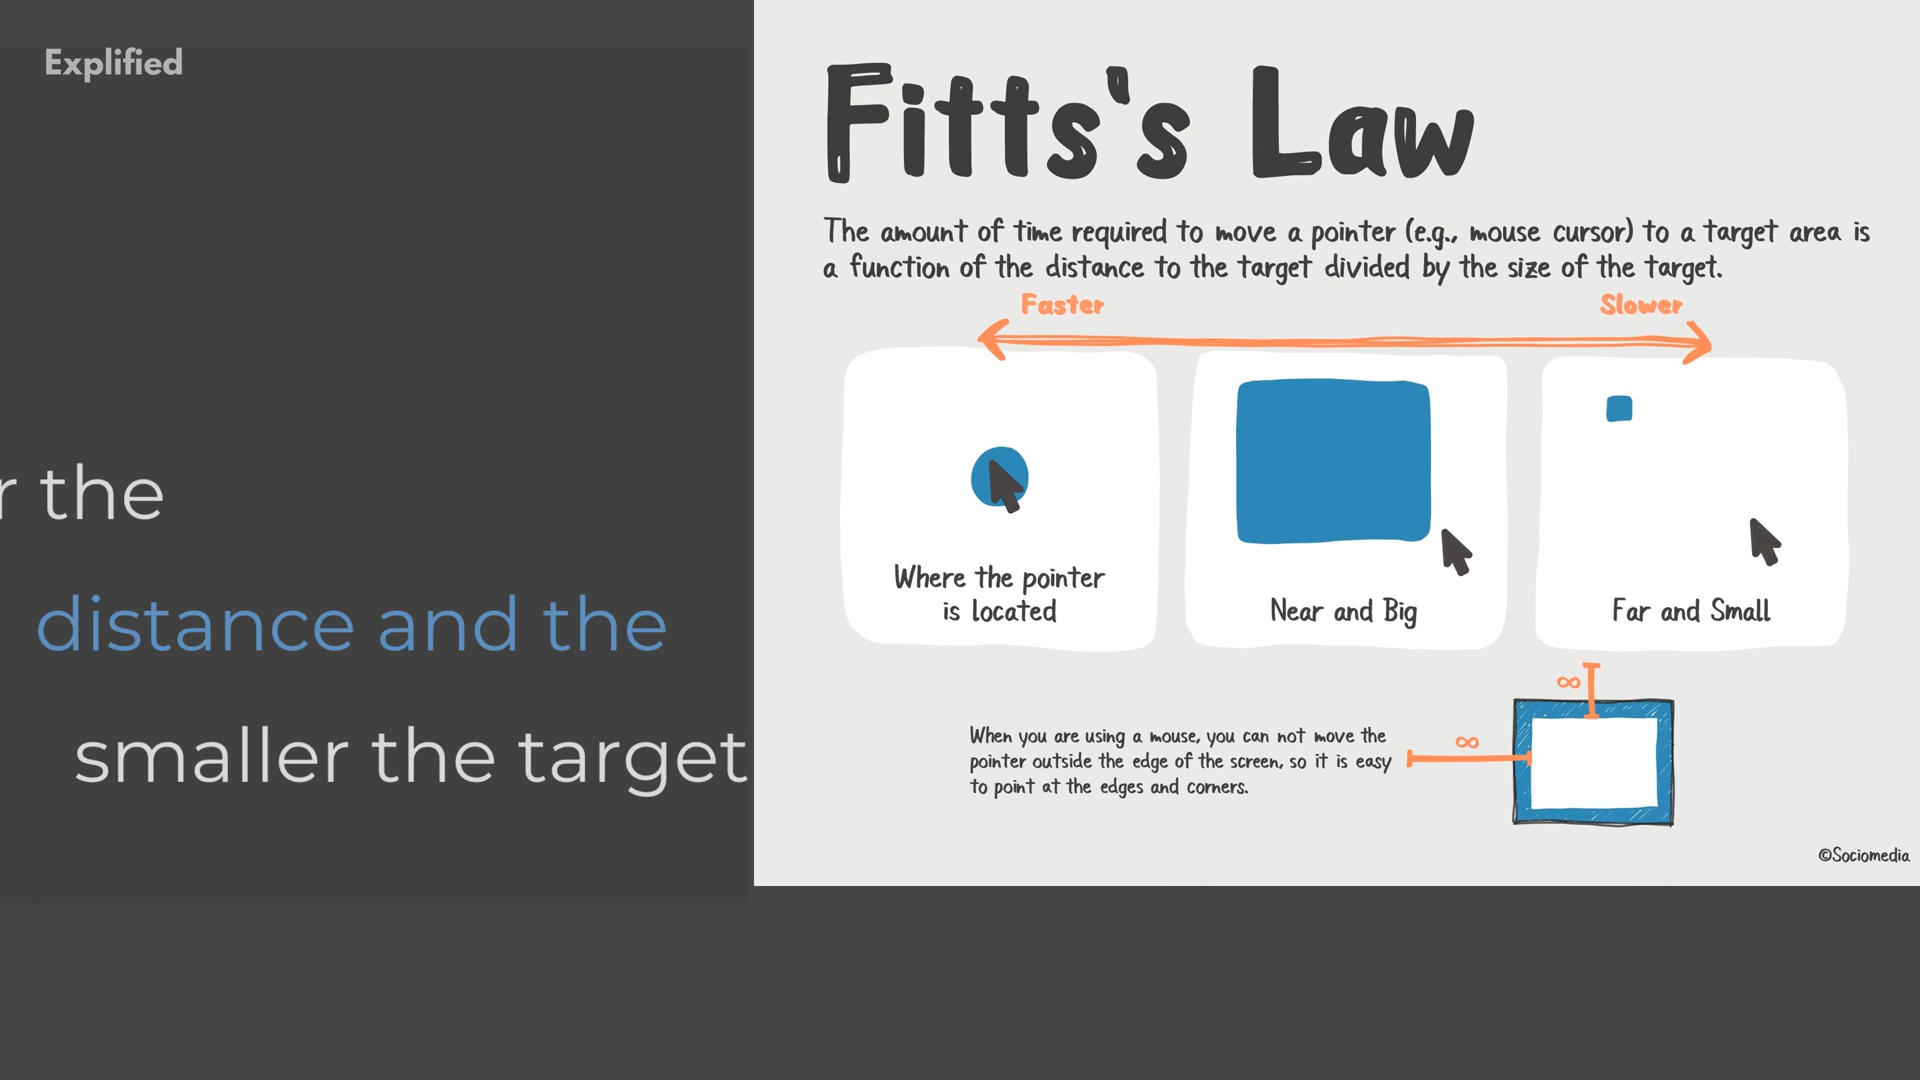 Explified
r the
distance and the
smaller the target
Fitts's Law
The amount of time required to move a pointer (e.g., mouse cursor) to a target area is
a function of the distance to the target divided by the size of the target.
Faster
Slower
Where the pointer
is located
Near and Big
Far and Small
∞
When you are using a mouse, you can not move the
pointer outside the edge of the screen, so it is easy
to point at the edges and corners.
∞
©Sociomedia